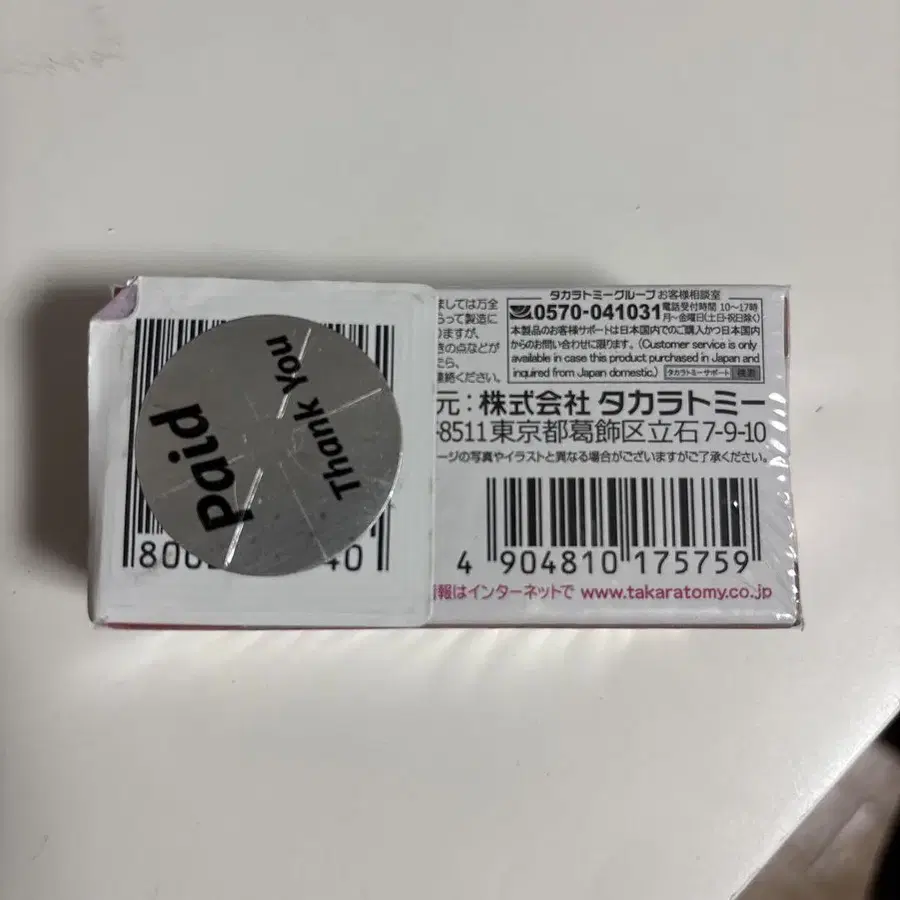 Paid
Thank You
800
40
ましては万全
らって製造に
りますが、
きの点などが
たら、
連絡ください。
タカラトミーグループ お客様相談室
0570-041031 電話受付時間 10～17時
月～金曜日(土・日・祝日除く)
本製品のお客様サポートは日本国内でのご購入かつ日本国内
からのお問い合わせに限ります。(Customer service is only
available in case this product purchased in Japan and
inquired from Japan domestic.) タカラトミーサポート 検索
元：株式会社 タカラトミー
-8511 東京都葛飾区立石7-9-10
ージの写真やイラストと異なる場合がございますがご了承ください。
4 904810 175759
情報はインターネットで www.takaratomy.co.jp